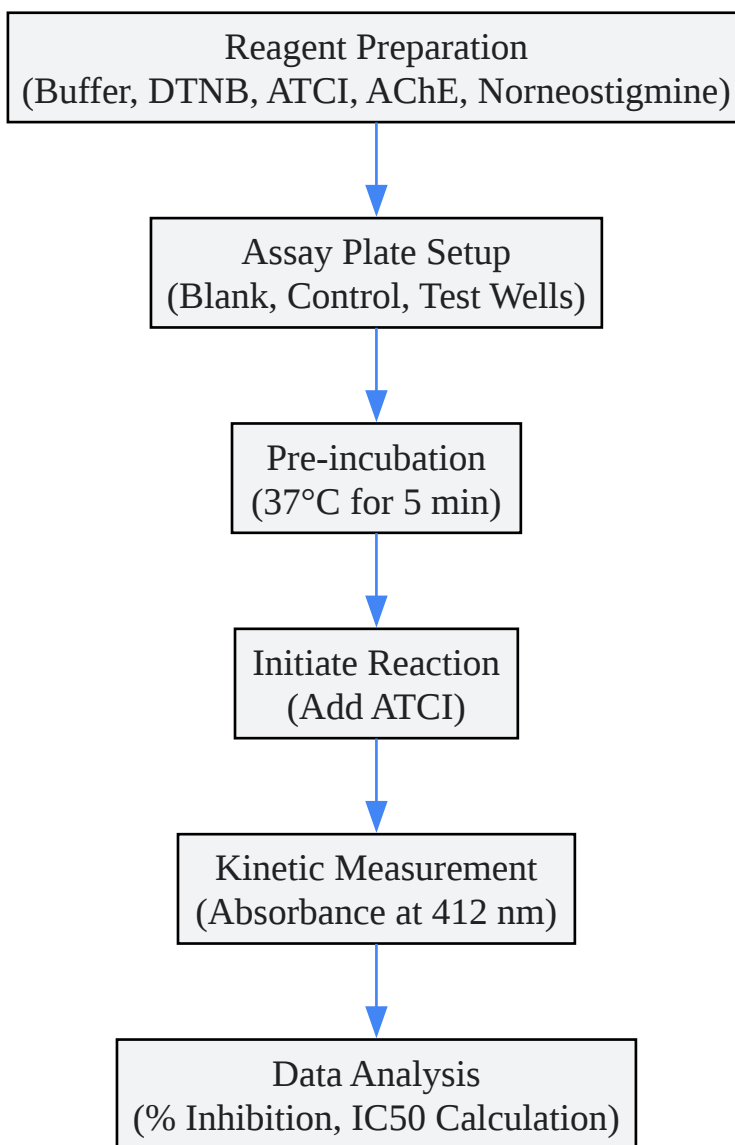 Reagent Preparation
(Buffer, DTNB, ATCI, AChE, Norneostigmine)
Assay Plate Setup
(Blank, Control, Test Wells)
Pre-incubation
(37°C for 5 min)
Initiate Reaction
(Add ATCI)
Kinetic Measurement
(Absorbance at 412 nm)
Data Analysis
(% Inhibition, IC50 Calculation)